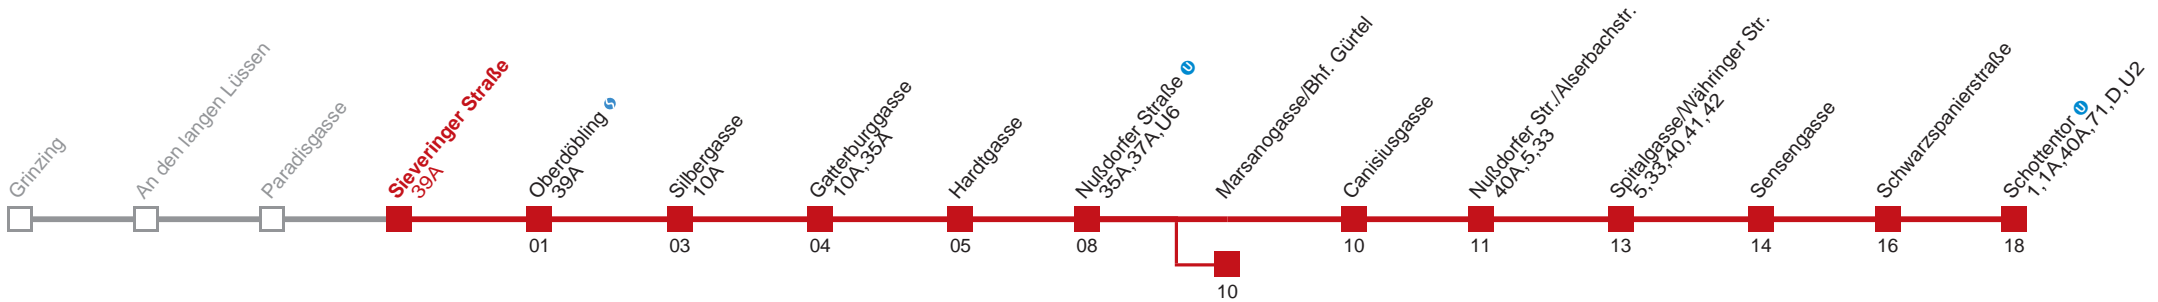 Grinzing
An den langen Lüssen
Paradisgasse
Sieveringer Straße
39A
Oberdöbling
39A
01
Silbergasse
10A
03
Gatterburggasse
10A,35A
04
Hardtgasse
05
Nußdorfer Straße U
35A,37A,U6
08
Marsanogasse/Bhf. Gürtel
10
Canisiusgasse
10
Nußdorfer Str./Alserbachstr.
40A,5,33
11
Spitalgasse/Währinger Str.
5,33,40,41,42
13
Sensengasse
14
Schwarzspanierstraße
16
Schottentor U
1,1A,40A,71,D,U2
18